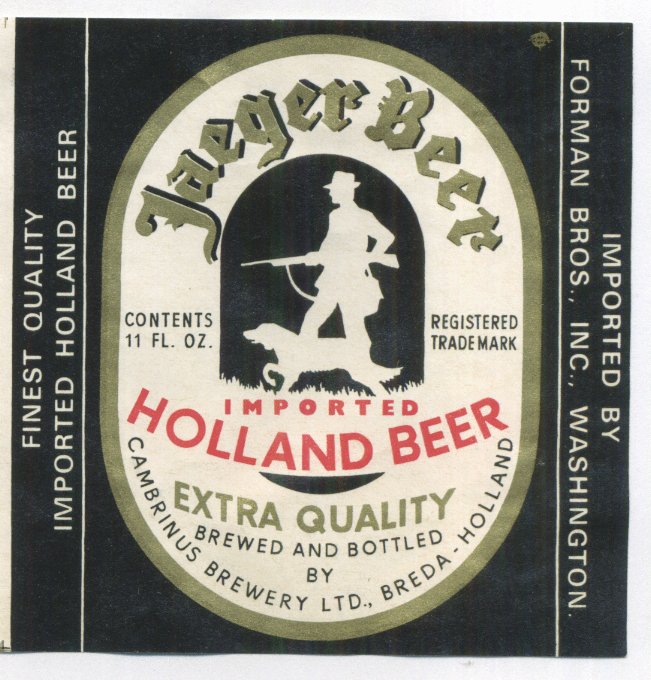 Jaeger Beer
CONTENTS
11 FL. OZ.
REGISTERED
TRADEMARK
IMPORTED
HOLLAND BEER
EXTRA QUALITY
BREWED AND BOTTLED
BY
CAMBRINUS BREWERY LTD., BREDA-HOLLAND
FINEST QUALITY
IMPORTED HOLLAND BEER
IMPORTED BY
FORMAN BROS., INC., WASHINGTON.